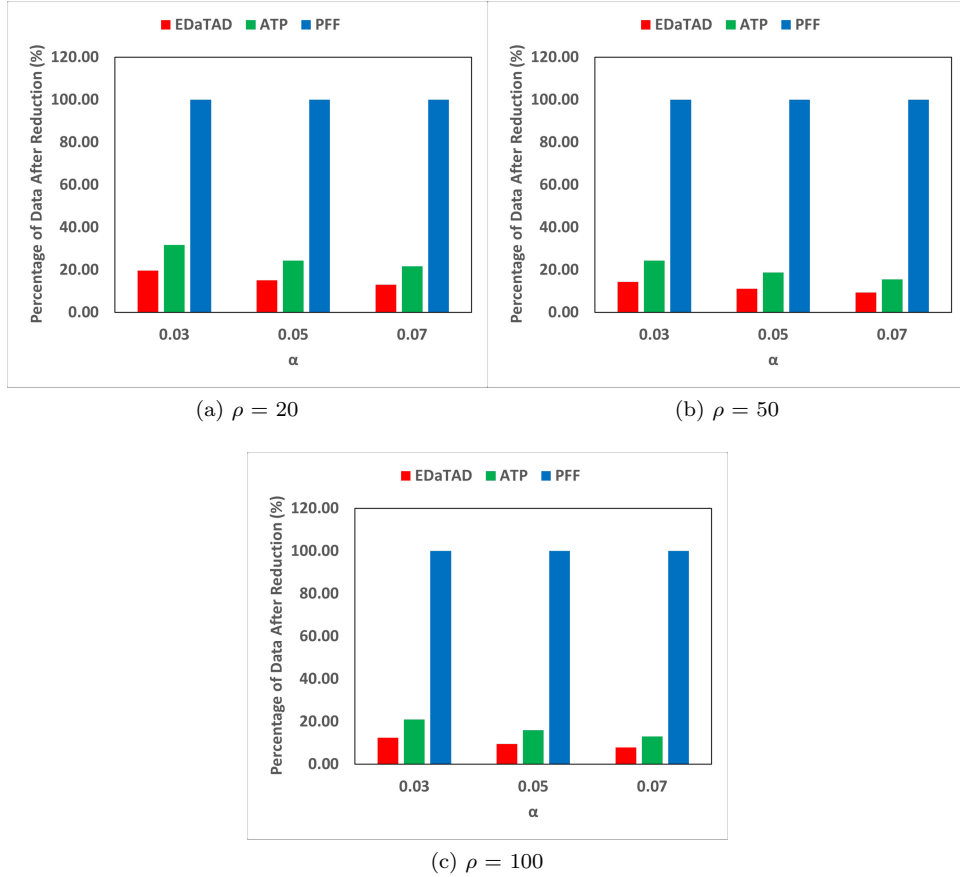 EDaTAD ATP PFF
Percentage of Data After Reduction (%)
120.00
100.00
80.00
60.00
40.00
20.00
0.00
0.03 0.05 0.07
α
(a) ρ = 20
EDaTAD ATP PFF
Percentage of Data After Reduction (%)
120.00
100.00
80.00
60.00
40.00
20.00
0.00
0.03 0.05 0.07
α
(b) ρ = 50
EDaTAD ATP PFF
Percentage of Data After Reduction (%)
120.00
100.00
80.00
60.00
40.00
20.00
0.00
0.03 0.05 0.07
α
(c) ρ = 100